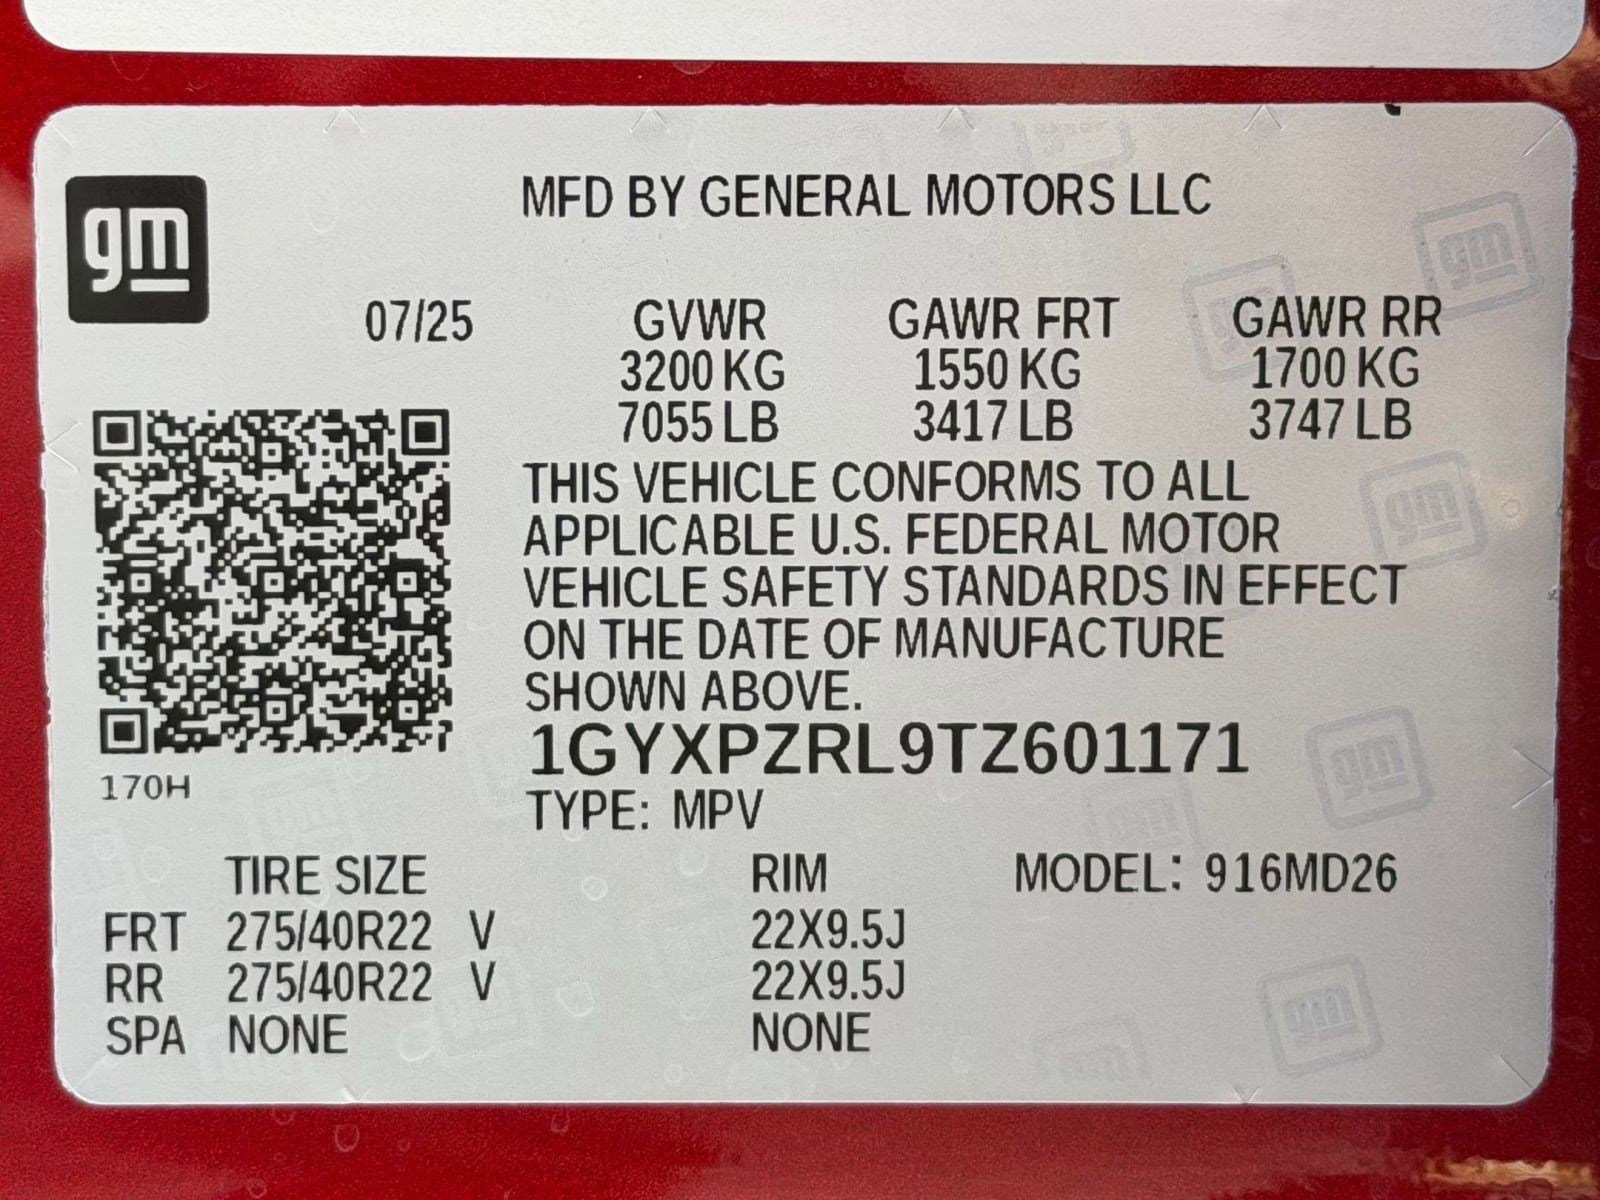 gm
MFD BY GENERAL MOTORS LLC
07/25 GVWR GAWR FRT GAWR RR
3200 KG 1550 KG 1700 KG
7055 LB 3417 LB 3747 LB
THIS VEHICLE CONFORMS TO ALL
APPLICABLE U.S. FEDERAL MOTOR
VEHICLE SAFETY STANDARDS IN EFFECT
ON THE DATE OF MANUFACTURE
SHOWN ABOVE.
1GYXPZRL9TZ601171
170H
TYPE: MPV
TIRE SIZE RIM MODEL: 916MD26
FRT 275/40R22 V 22X9.5J
RR 275/40R22 V 22X9.5J
SPA NONE NONE